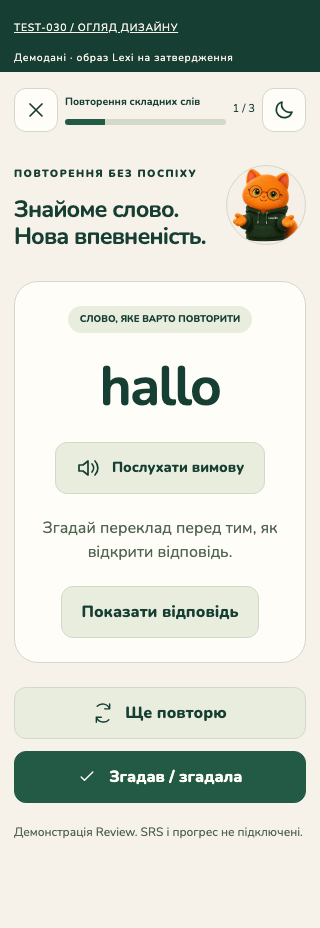 TEST-030 / ОГЛЯД ДИЗАЙНУ
Демодані · образ Lexi на затвердження
Повторення складних слів
1 / 3
ПОВТОРЕННЯ БЕЗ ПОСПІХУ
Знайоме слово.
Нова впевненість.
СЛОВО, ЯКЕ ВАРТО ПОВТОРИТИ
hallo
Послухати вимову
Згадай переклад перед тим, як
відкрити відповідь.
Показати відповідь
Ще повторю
Згадав / згадала
Демонстрація Review. SRS і прогрес не підключені.